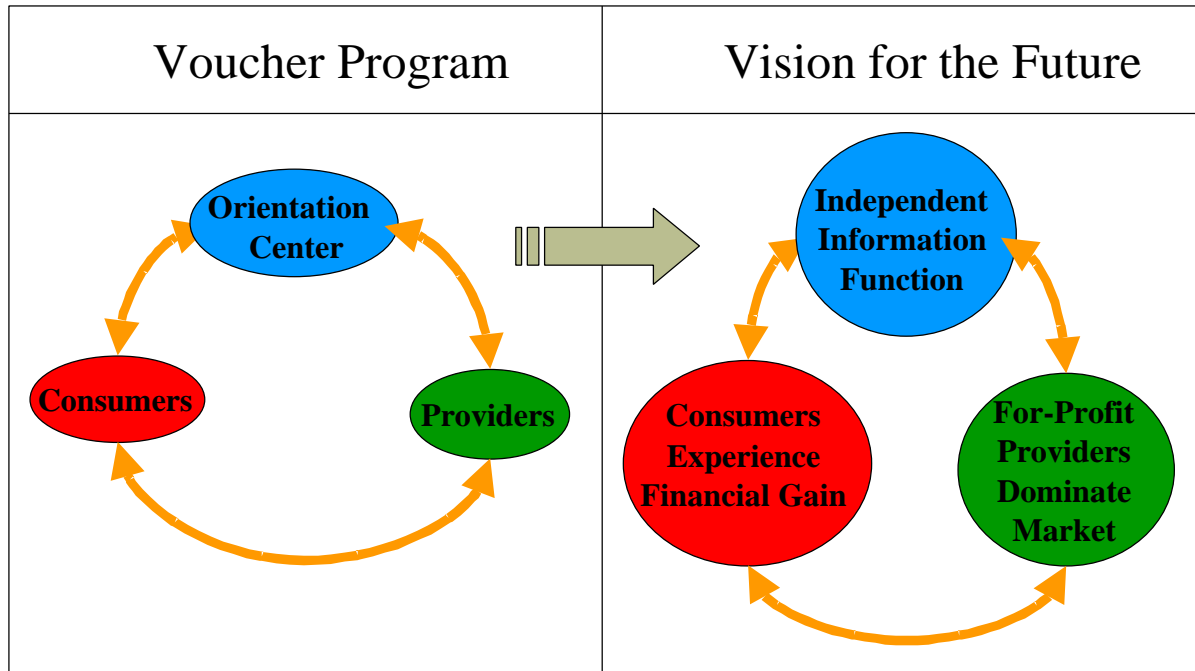 Voucher Program
Vision for the Future
Orientation
Center
Consumers
Providers
Independent
Information
Function
Consumers
Experience
Financial Gain
For-Profit
Providers
Dominate
Market